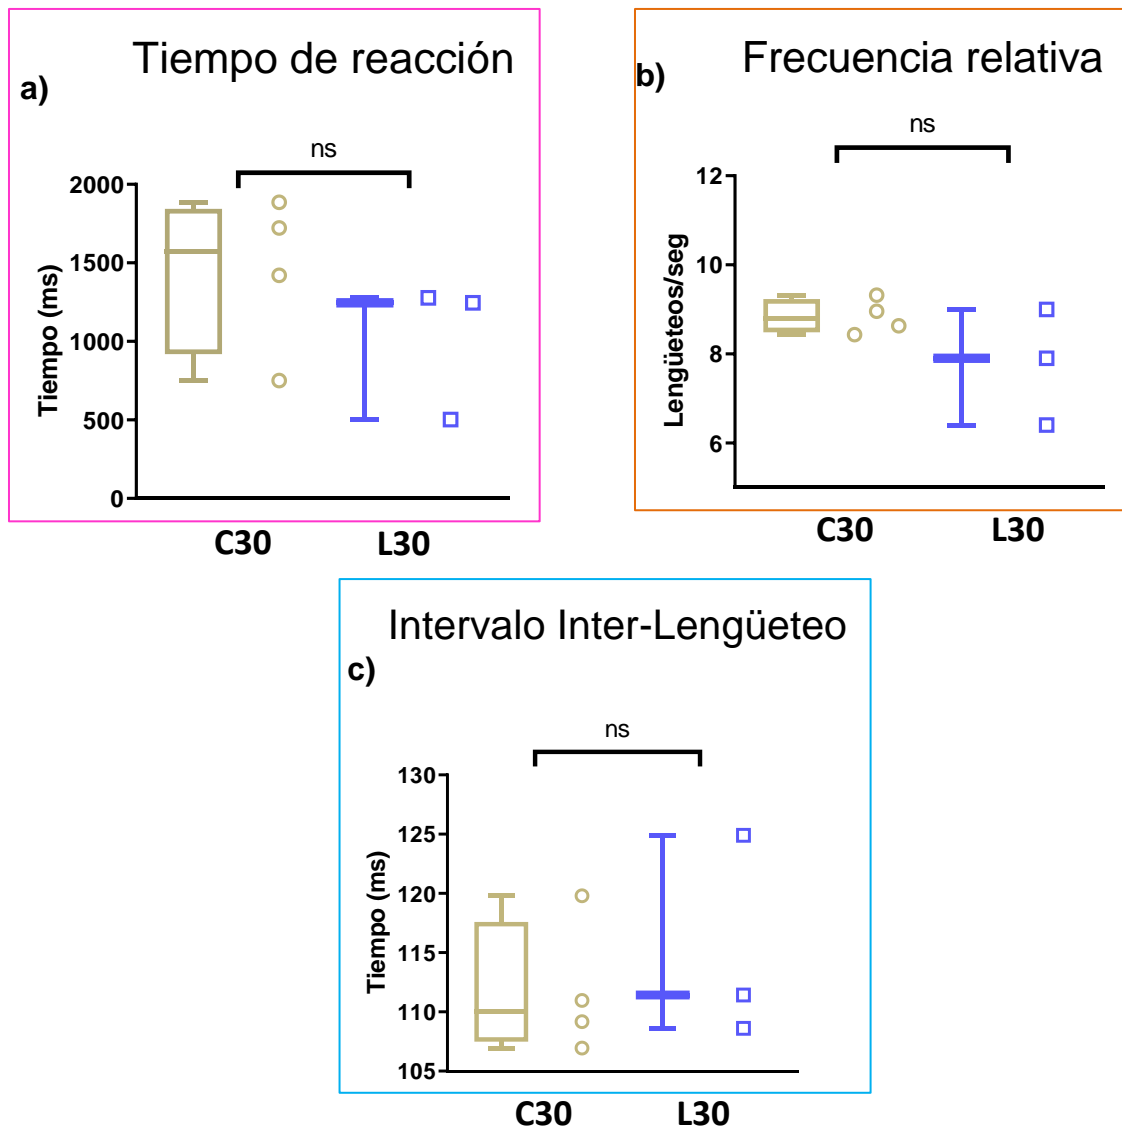 Tiempo de reacción
a)
ns
2000
1500
1000
500
0
Tiempo (ms)
C30 L30
Frecuencia relativa
b)
ns
12
10
8
6
Lengüeteos/seg
C30 L30
Intervalo Inter-Lengüeteo
c)
ns
130
125
120
115
110
105
Tiempo (ms)
C30 L30